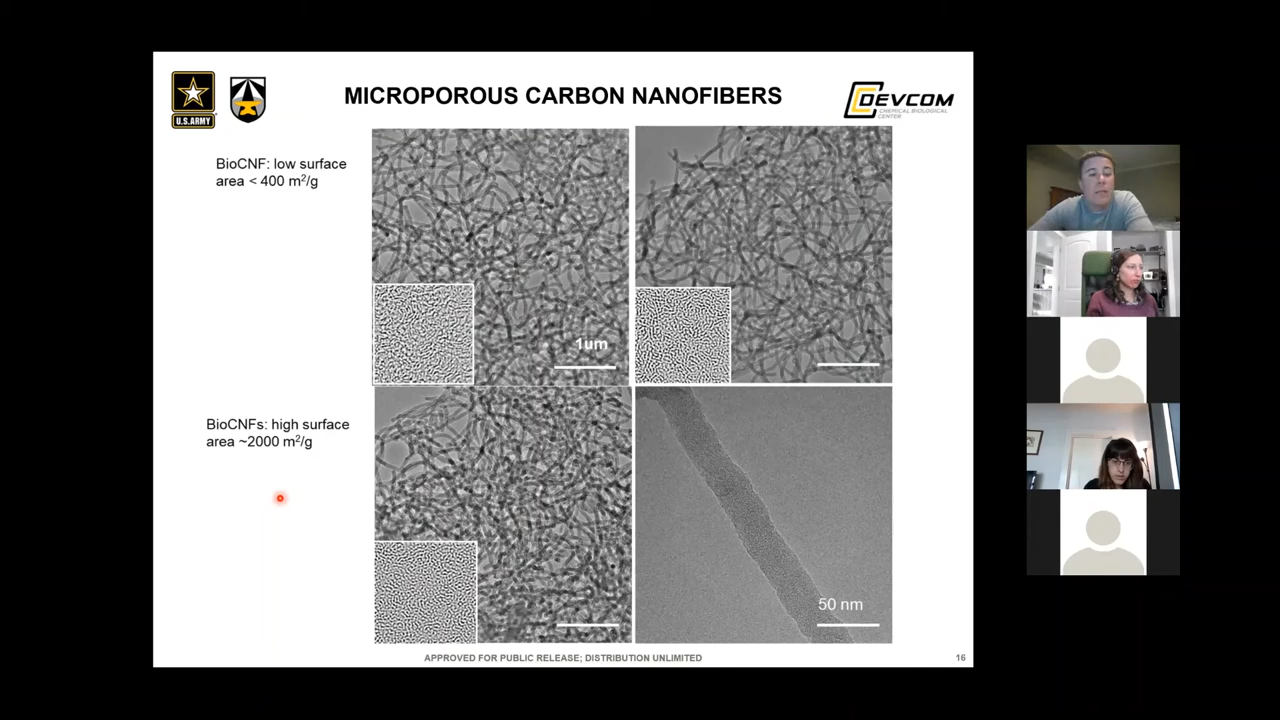 U.S.ARMY
MICROPOROUS CARBON NANOFIBERS
DEVCOM
CHEMICAL BIOLOGICAL
CENTER
BioCNF: low surface
area < 400 m²/g
1um
BioCNFs: high surface
area ~2000 m²/g
50 nm
APPROVED FOR PUBLIC RELEASE; DISTRIBUTION UNLIMITED
16